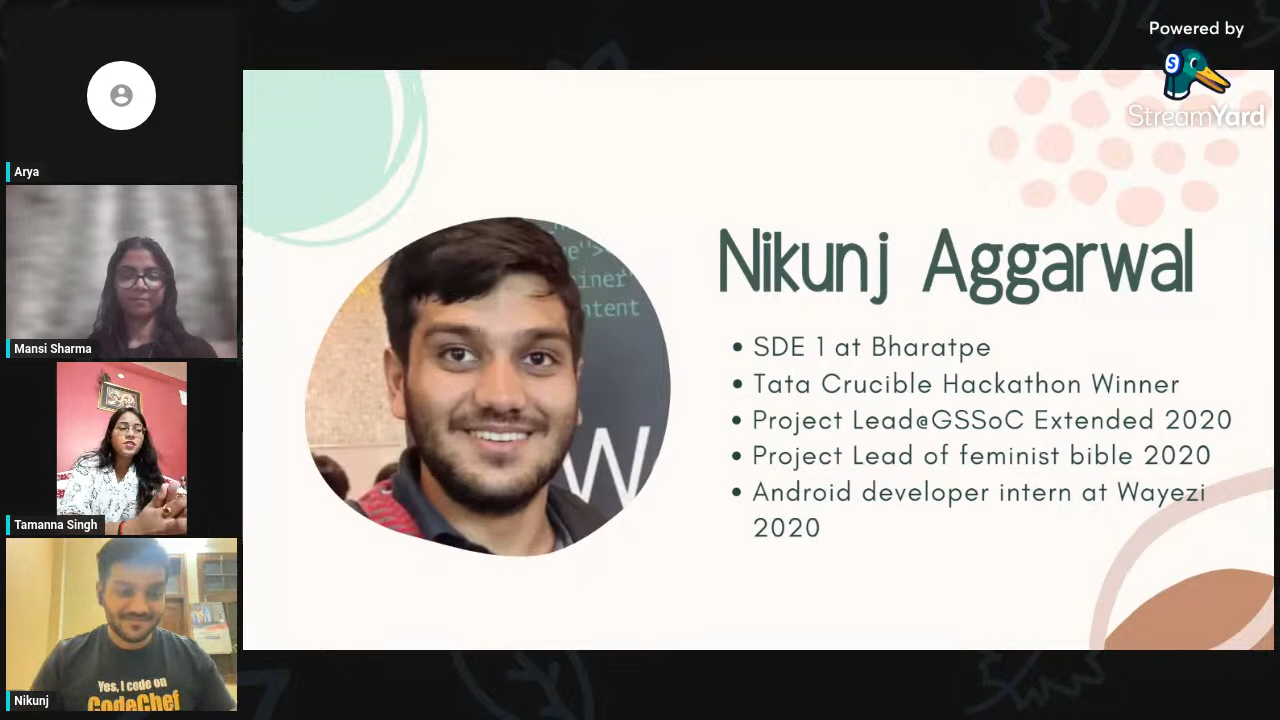 Powered by
StreamYard
Arya
Mansi Sharma
Tamanna Singh
Nikunj
Yes, I code on
CodeChef
iner"
ntent
W
Nikunj Aggarwal
• SDE 1 at Bharatpe
• Tata Crucible Hackathon Winner
• Project Lead@GSSoC Extended 2020
• Project Lead of feminist bible 2020
• Android developer intern at Wayezi
2020